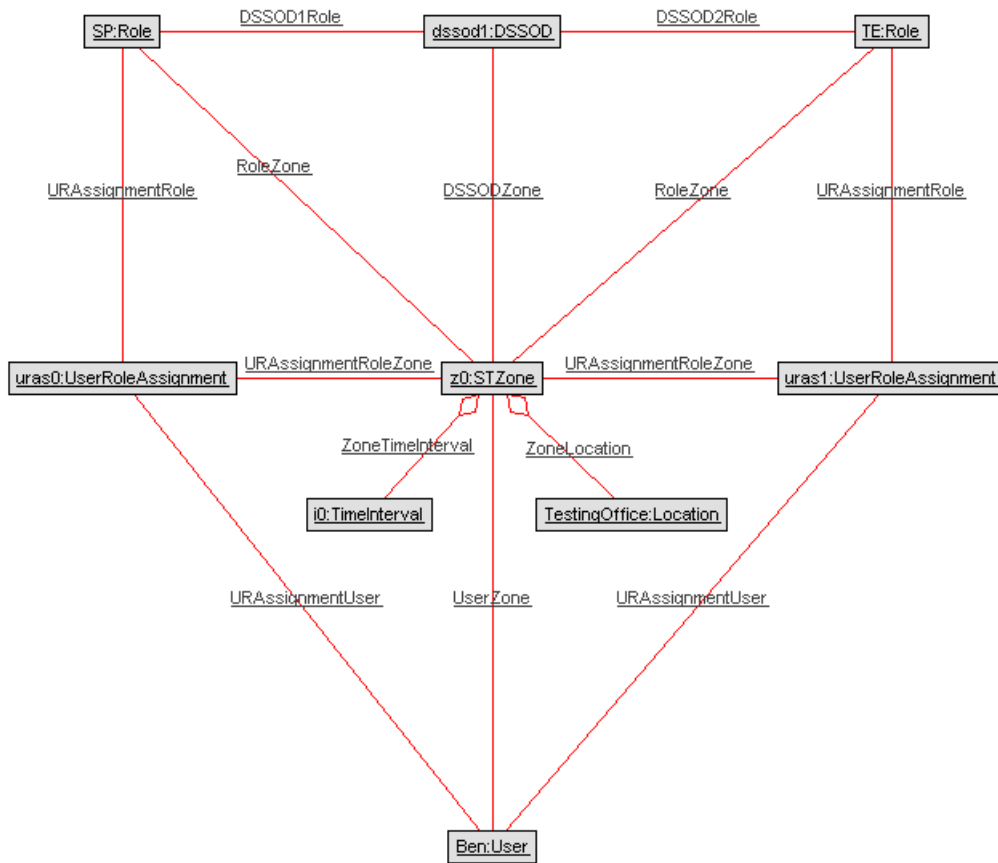 DSSOD1Role
DSSOD2Role
SP:Role
dssod1:DSSOD
TE:Role
RoleZone
URAssignmentRole
DSSODZone
RoleZone
URAssignmentRole
URAssignmentRoleZone
URAssignmentRoleZone
uras0:UserRoleAssignment
z0:STZone
uras1:UserRoleAssignment
ZoneTimeInterval
ZoneLocation
i0:TimeInterval
TestingOffice:Location
URAssignmentUser
UserZone
URAssignmentUser
Ben:User